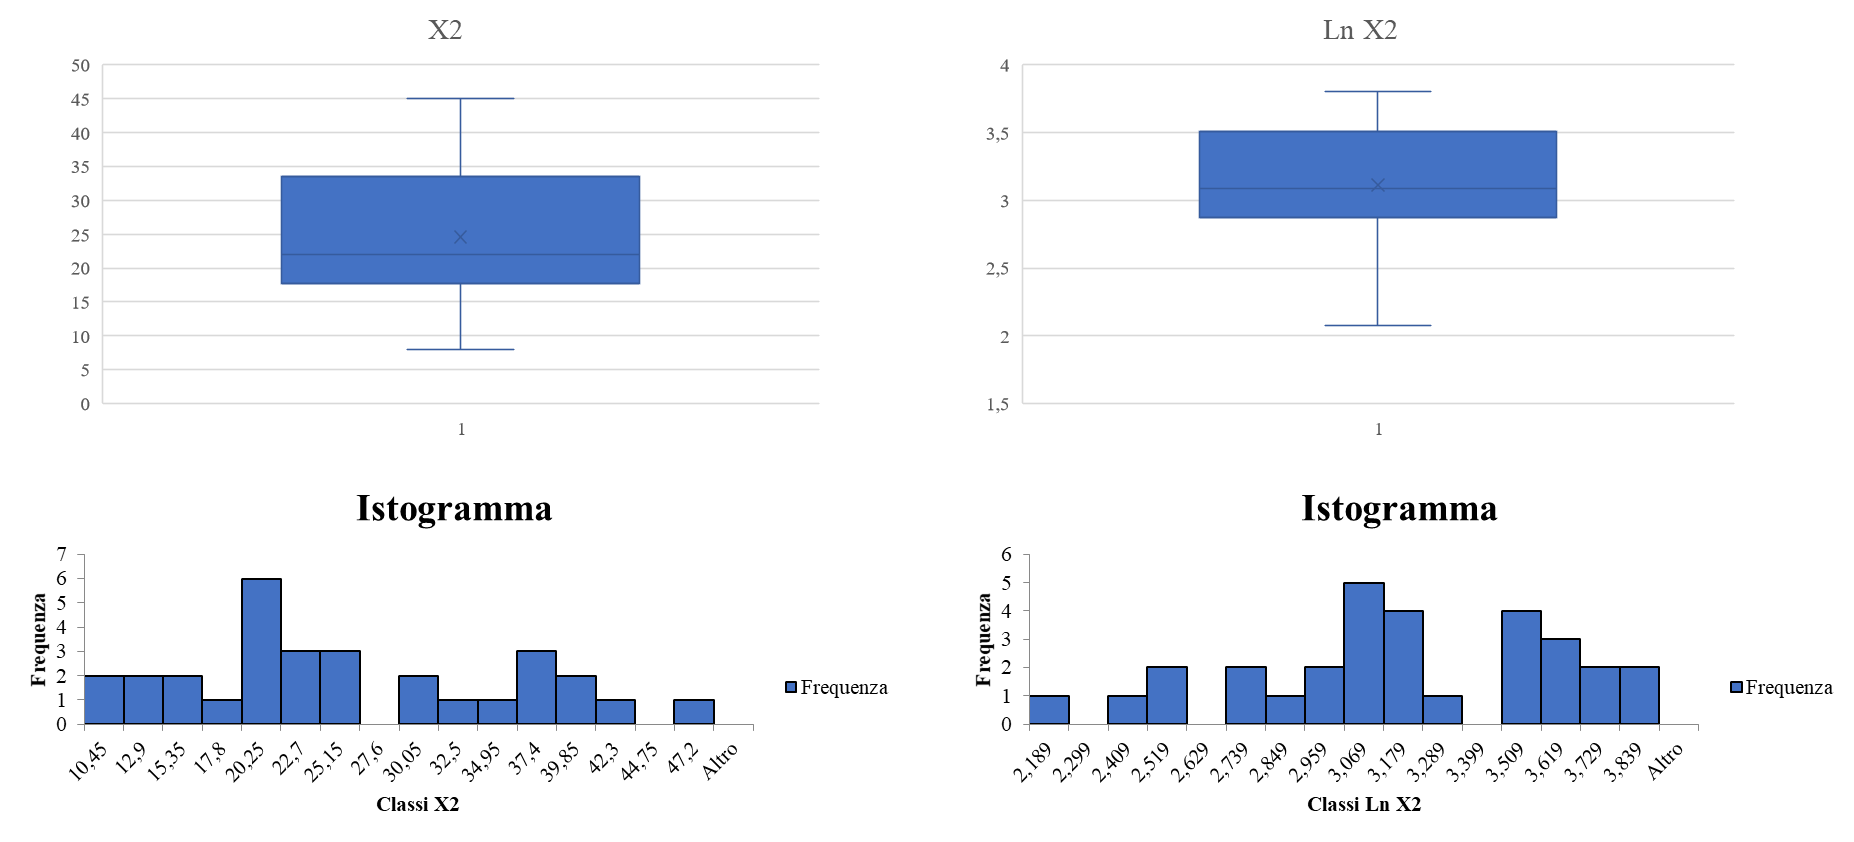 X2
50
45
40
35
30
25
20
15
10
5
0
1
Ln X2
4
3,5
3
2,5
2
1,5
1
Istogramma
Frequenza
7
6
5
4
3
2
1
0
10,45 12,9 15,35 17,8 20,25 22,7 25,15 27,6 30,05 32,5 34,95 37,4 39,85 42,3 44,75 47,2 Altro
Classi X2
Frequenza
Istogramma
Frequenza
6
5
4
3
2
1
0
2,189 2,299 2,409 2,519 2,629 2,739 2,849 2,959 3,069 3,179 3,289 3,399 3,509 3,619 3,729 3,839 Altro
Classi Ln X2
Frequenza